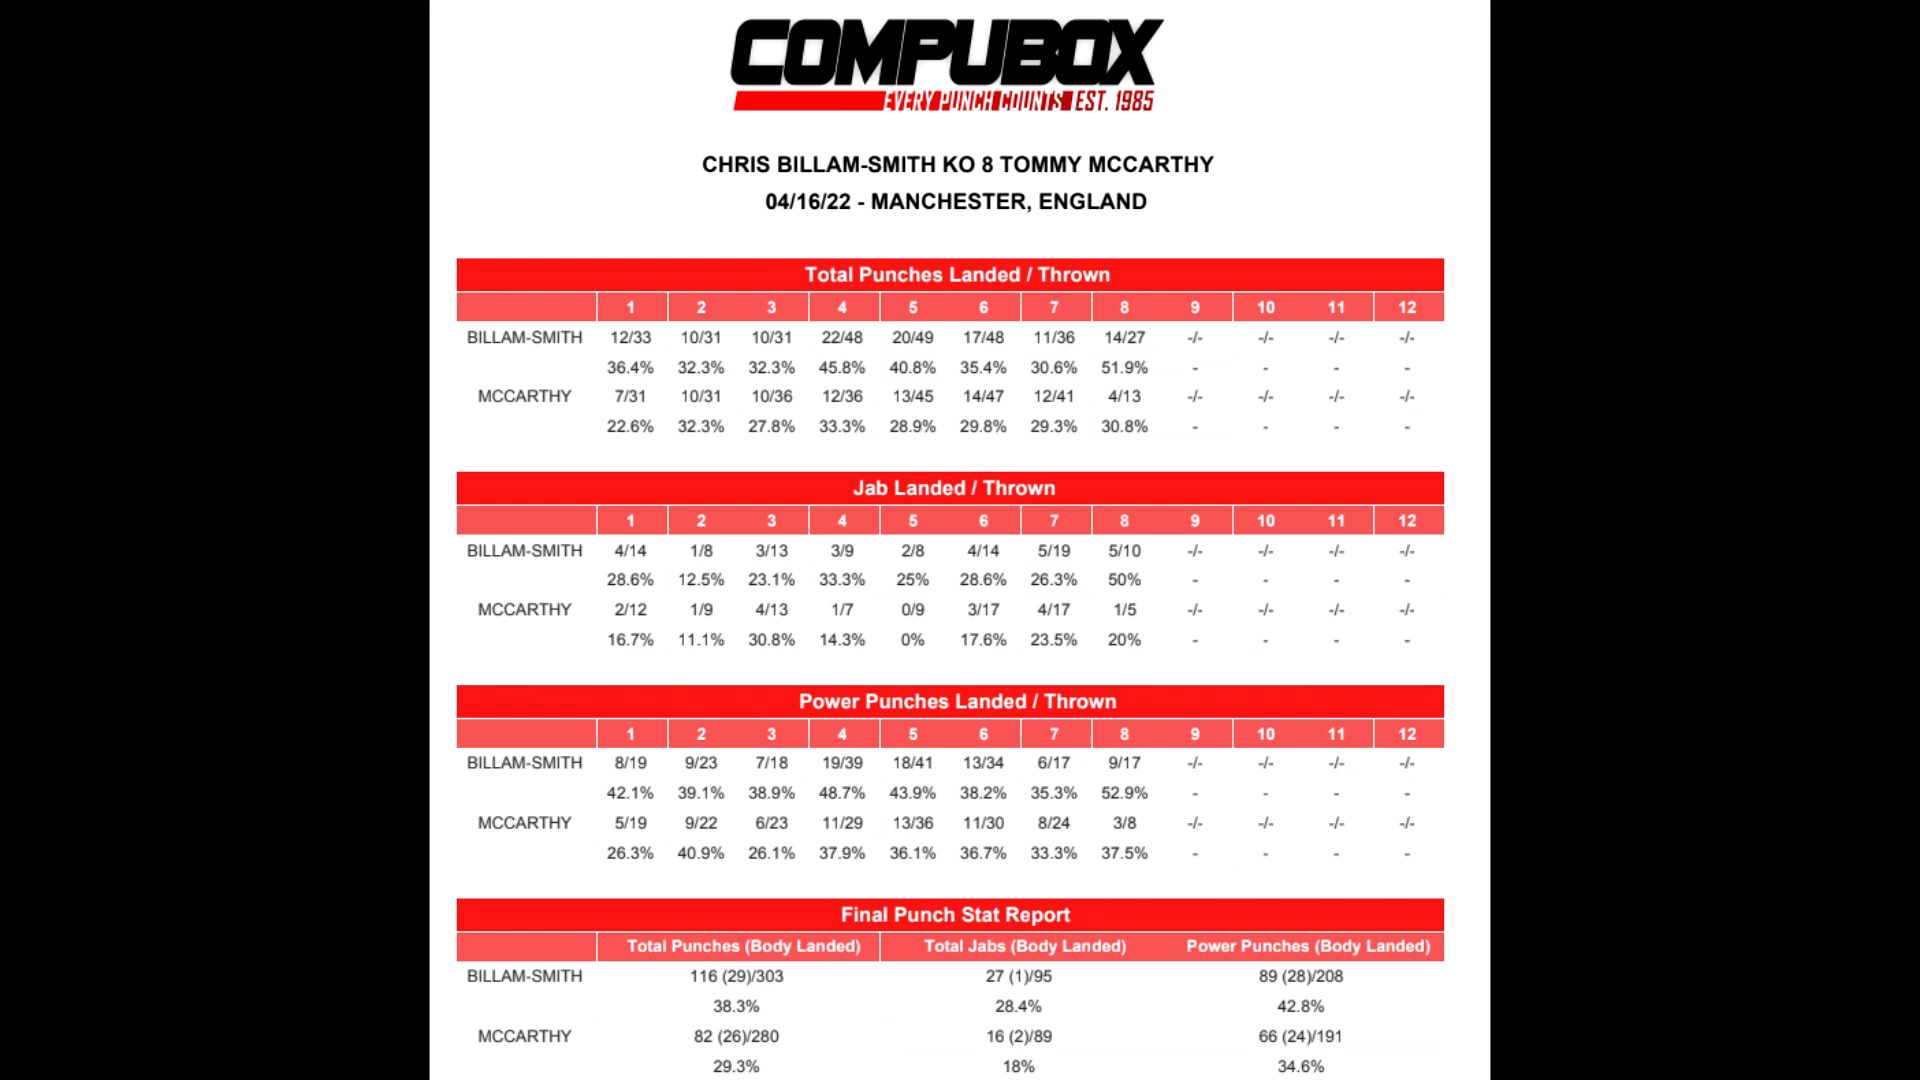 COMPUBOX
EVERY PUNCH COUNTS EST. 1985
CHRIS BILLAM-SMITH KO 8 TOMMY MCCARTHY
04/16/22 - MANCHESTER, ENGLAND
Total Punches Landed / Thrown
1 2 3 4 5 6 7 8 9 10 11 12
BILLAM-SMITH 12/33 10/31 10/31 22/48 20/49 17/48 11/36 14/27 -/- -/- -/- -/-
36.4% 32.3% 32.3% 45.8% 40.8% 35.4% 30.6% 51.9% - - - -
MCCARTHY 7/31 10/31 10/36 12/36 13/45 14/47 12/41 4/13 -/- -/- -/- -/-
22.6% 32.3% 27.8% 33.3% 28.9% 29.8% 29.3% 30.8% - - - -
Jab Landed / Thrown
1 2 3 4 5 6 7 8 9 10 11 12
BILLAM-SMITH 4/14 1/8 3/13 3/9 2/8 4/14 5/19 5/10 -/- -/- -/- -/-
28.6% 12.5% 23.1% 33.3% 25% 28.6% 26.3% 50% - - - -
MCCARTHY 2/12 1/9 4/13 1/7 0/9 3/17 4/17 1/5 -/- -/- -/- -/-
16.7% 11.1% 30.8% 14.3% 0% 17.6% 23.5% 20% - - - -
Power Punches Landed / Thrown
1 2 3 4 5 6 7 8 9 10 11 12
BILLAM-SMITH 8/19 9/23 7/18 19/39 18/41 13/34 6/17 9/17 -/- -/- -/- -/-
42.1% 39.1% 38.9% 48.7% 43.9% 38.2% 35.3% 52.9% - - - -
MCCARTHY 5/19 9/22 6/23 11/29 13/36 11/30 8/24 3/8 -/- -/- -/- -/-
26.3% 40.9% 26.1% 37.9% 36.1% 36.7% 33.3% 37.5% - - - -
Final Punch Stat Report
Total Punches (Body Landed) Total Jabs (Body Landed) Power Punches (Body Landed)
BILLAM-SMITH 116 (29)/303 27 (1)/95 89 (28)/208
38.3% 28.4% 42.8%
MCCARTHY 82 (26)/280 16 (2)/89 66 (24)/191
29.3% 18% 34.6%